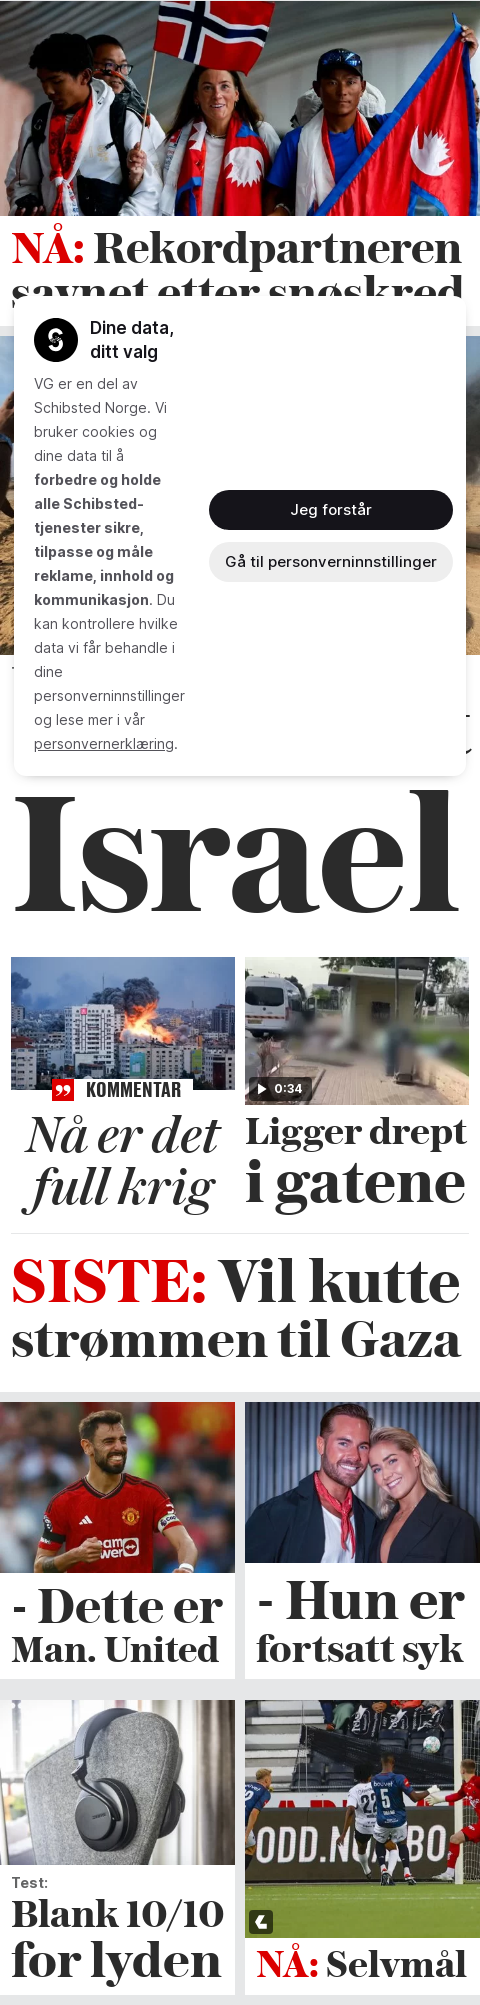 NÅ: Rekordpartneren
savnet etter snøskred
Dine data,
ditt valg
VG er en del av
Schibsted Norge. Vi
bruker cookies og
dine data til å
forbedre og holde
alle Schibsted-
tjenester sikre,
tilpasse og måle
reklame, innhold og
kommunikasjon. Du
kan kontrollere hvilke
data vi får behandle i
dine
personverninnstillinger
og lese mer i vår
personvernerklæring.
Jeg forstår
Gå til personverninnstillinger
Israel
KOMMENTAR
Nå er det
full krig
0:34
Ligger drept
i gatene
SISTE: Vil kutte
strømmen til Gaza
- Dette er
Man. United
- Hun er
fortsatt syk
Test:
Blank 10/10
for lyden
NÅ: Selvmål